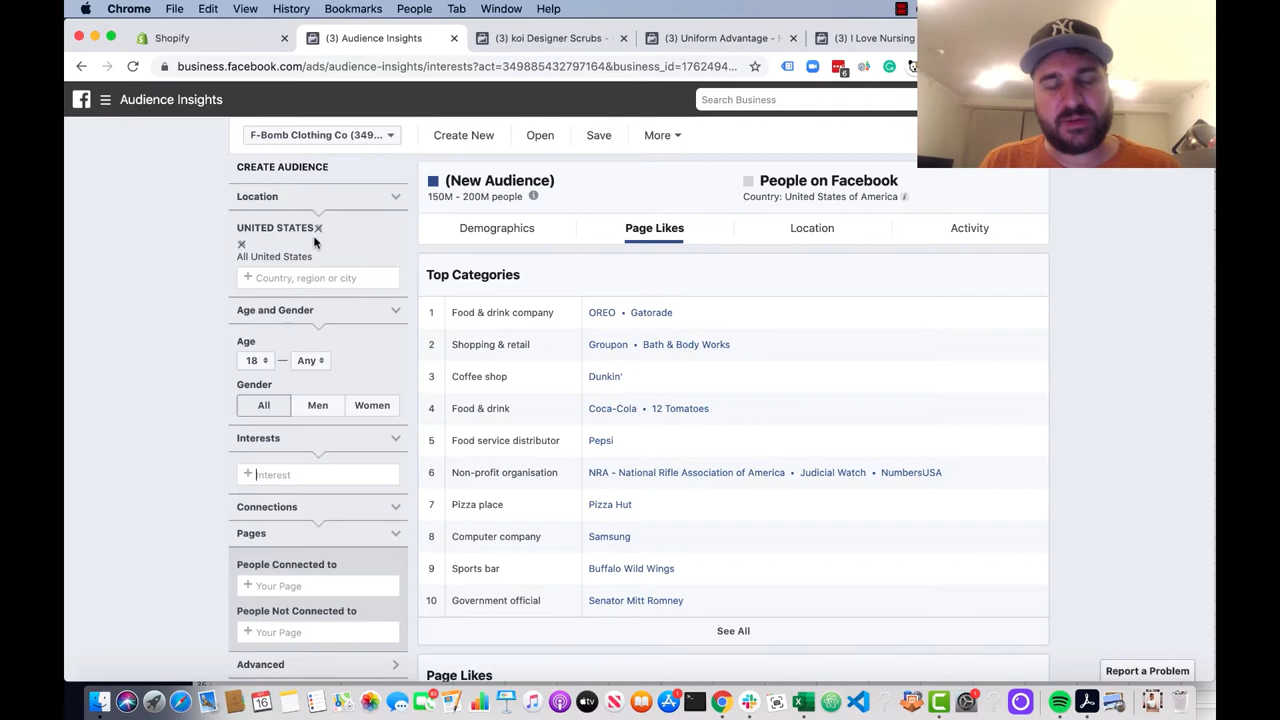 Chrome File Edit View History Bookmarks People Tab Window Help
Shopify
(3) Audience Insights
(3) koi Designer Scrubs -
(3) Uniform Advantage -
(3) I Love Nursing
business.facebook.com/ads/audience-insights/interests?act=349885432797164&business_id=1762494...
6
Audience Insights
Search Business
F-Bomb Clothing Co (349...
Create New
Open
Save
More
CREATE AUDIENCE
Location
UNITED STATES
All United States
Country, region or city
Age and Gender
Age
18 — Any
Gender
All Men Women
Interests
Interest
Connections
Pages
People Connected to
Your Page
People Not Connected to
Your Page
Advanced
(New Audience)
150M - 200M people
People on Facebook
Country: United States of America
Demographics
Page Likes
Location
Activity
Top Categories
1 Food & drink company OREO • Gatorade
2 Shopping & retail Groupon • Bath & Body Works
3 Coffee shop Dunkin'
4 Food & drink Coca-Cola • 12 Tomatoes
5 Food service distributor Pepsi
6 Non-profit organisation NRA - National Rifle Association of America • Judicial Watch • NumbersUSA
7 Pizza place Pizza Hut
8 Computer company Samsung
9 Sports bar Buffalo Wild Wings
10 Government official Senator Mitt Romney
See All
Page Likes
Report a Problem
16